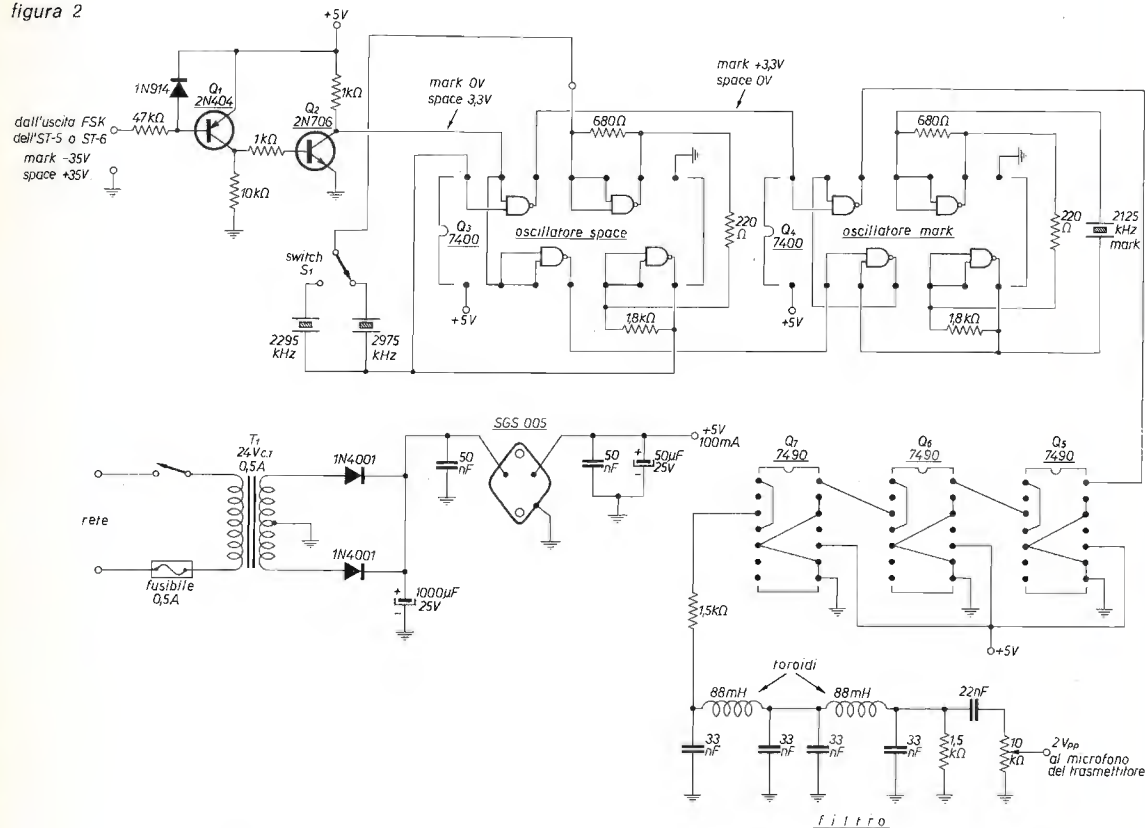 figura 2
+5V
1N914
Q1
2N404
1kΩ
Q2
2N706
dall'uscita FSK
dell'ST-5 o ST-6
mark -35V
space +35V
47kΩ
1kΩ
10kΩ
mark 0V
space 3,3V
mark +3,3V
space 0V
680Ω
680Ω
Q3
7400
oscillatore space
220
Ω
Q4
7400
oscillatore mark
220
Ω
2125
kHz
mark
switch
S1
+5V
1,8kΩ
+5V
1,8kΩ
2295
kHz
2975
kHz
T1
24Vc.T
0,5A
1N4001
SGS 005
+5V
100mA
50
nF
50
nF
+
-
50µF
25V
rete
1N4001
fusibile
0,5A
+
-
1000µF
25V
Q7
7490
Q6
7490
Q5
7490
1,5kΩ
+5V
toroidi
88mH
88mH
22nF
33
nF
33
nF
33
nF
33
nF
1,5
kΩ
10
kΩ
2Vpp
al microfono
del trasmettitore
filtro